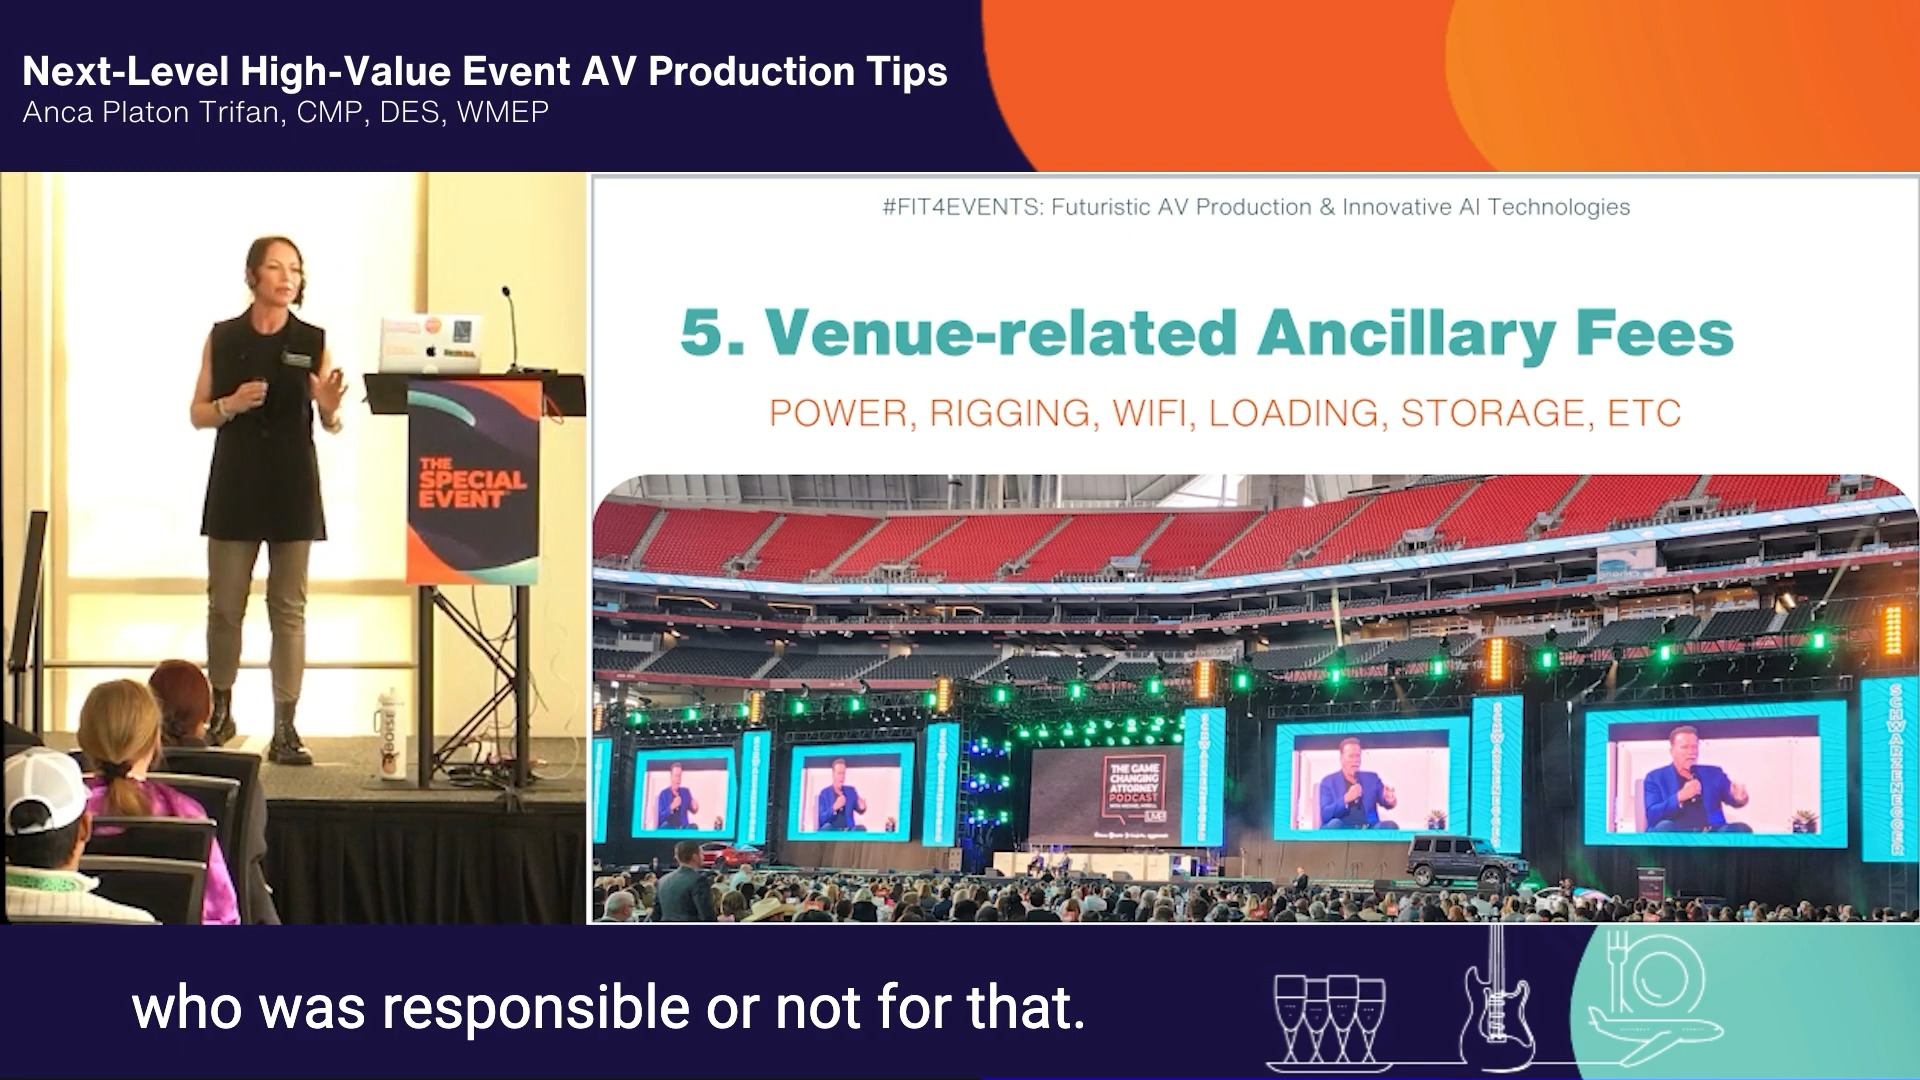 Next-Level High-Value Event AV Production Tips
Anca Platon Trifan, CMP, DES, WMEP
#FIT4EVENTS: Futuristic AV Production & Innovative AI Technologies
5. Venue-related Ancillary Fees
POWER, RIGGING, WIFI, LOADING, STORAGE, ETC
THE
SPECIAL
EVENT
THE GAME
CHANGING
ATTORNEY
PODCAST
SCHWARZENEGGER
who was responsible or not for that.